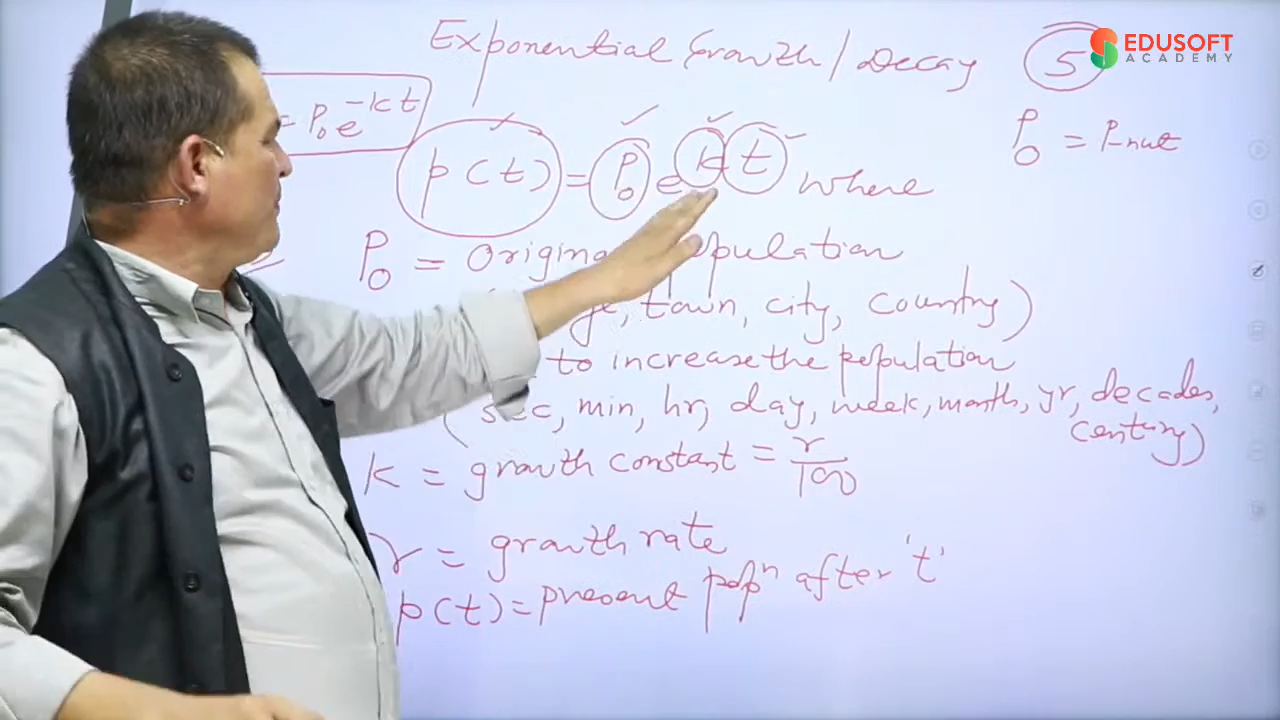 Exponential Growth/Decay
5
EDUSOFT
ACADEMY
= P₀e^-kt
P₀ = P-nut
p(t) = P₀ e^kt where
P₀ = Original population
town, city, country)
to increase the population
(sec, min, hr, day, week, month, yr, decades,
century)
k = growth constant = r/100
r = growth rate
p(t) = present popⁿ after 't'